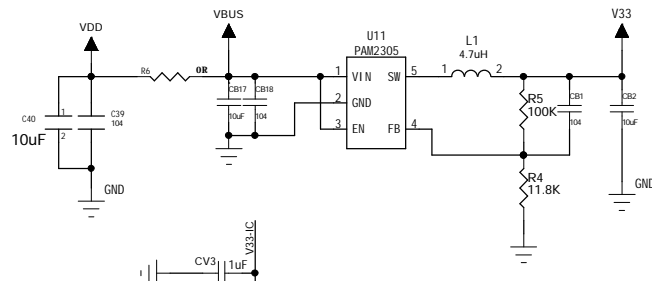 VDD
VBUS
V33
U11
PAM2305
L1
4.7uH
R6
0R
1 VIN SW 5
1 2
2 GND
3 EN FB 4
C40
1
2
10uF
C39
104
CB17
10uF
CB18
104
R5
100K
CB1
104
CB2
10uF
R4
11.8K
GND
GND
V33-IC
CV3
1uF